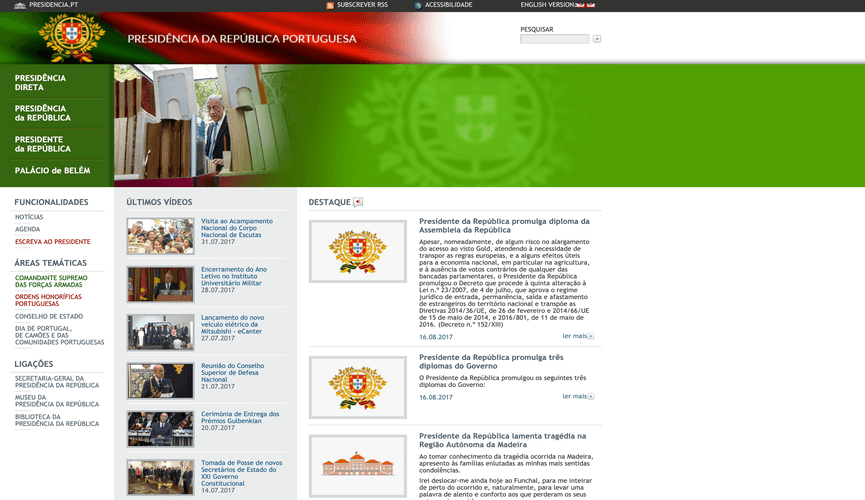 PRESIDENCIA.PT
SUBSCREVER RSS
ACESSIBILIDADE
ENGLISH VERSION
PRESIDÊNCIA DA REPÚBLICA PORTUGUESA
PESQUISAR
PRESIDÊNCIA
DIRETA
PRESIDÊNCIA
da REPÚBLICA
PRESIDENTE
da REPÚBLICA
PALÁCIO de BELÉM
FUNCIONALIDADES
NOTÍCIAS
AGENDA
ESCREVA AO PRESIDENTE
ÁREAS TEMÁTICAS
COMANDANTE SUPREMO
DAS FORÇAS ARMADAS
ORDENS HONORÍFICAS
PORTUGUESAS
CONSELHO DE ESTADO
DIA DE PORTUGAL,
DE CAMÕES E DAS
COMUNIDADES PORTUGUESAS
LIGAÇÕES
SECRETARIA-GERAL DA
PRESIDÊNCIA DA REPÚBLICA
MUSEU DA
PRESIDÊNCIA DA REPÚBLICA
BIBLIOTECA DA
PRESIDÊNCIA DA REPÚBLICA
ÚLTIMOS VÍDEOS
Visita ao Acampamento
Nacional do Corpo
Nacional de Escutas
31.07.2017
Encerramento do Ano
Letivo no Instituto
Universitário Militar
28.07.2017
Lançamento do novo
veículo elétrico da
Mitsubishi - eCanter
27.07.2017
Reunião do Conselho
Superior de Defesa
Nacional
21.07.2017
Cerimónia de Entrega dos
Prémios Gulbenkian
20.07.2017
Tomada de Posse de novos
Secretários de Estado do
XXI Governo
Constitucional
14.07.2017
DESTAQUE
Presidente da República promulga diploma da
Assembleia da República
Apesar, nomeadamente, de algum risco no alargamento
do acesso ao visto Gold, atendendo à necessidade de
transpor as regras europeias, e a alguns efeitos úteis
para a economia nacional, em particular na agricultura,
e à ausência de votos contrários de qualquer das
bancadas parlamentares, o Presidente da República
promulgou o Decreto que procede à quinta alteração à
Lei n.º 23/2007, de 4 de julho, que aprova o regime
jurídico de entrada, permanência, saída e afastamento
de estrangeiros do território nacional e transpõe as
Diretivas 2014/36/UE, de 26 de fevereiro e 2014/66/UE
de 15 de maio de 2014, e 2016/801, de 11 de maio de
2016. (Decreto n.º 152/XIII)
16.08.2017
ler mais
Presidente da República promulga três
diplomas do Governo
O Presidente da República promulgou os seguintes três
diplomas do Governo:
16.08.2017
ler mais
Presidente da República lamenta tragédia na
Região Autónoma da Madeira
Ao tomar conhecimento da tragédia ocorrida na Madeira,
apresento às famílias enlutadas as minhas mais sentidas
condolências.
Irei deslocar-me ainda hoje ao Funchal, para me inteirar
de perto do ocorrido e, naturalmente, para levar uma
palavra de alento e conforto aos que perderam os seus